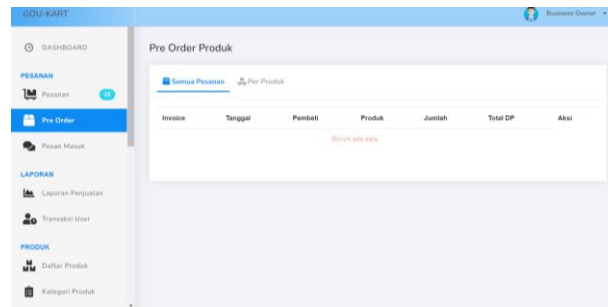 GDU-KART
Business Owner
DASHBOARD
PESANAN
Pesanan
Pre Order
Pesan Masuk
LAPORAN
Laporan Penjualan
Transaksi User
PRODUK
Daftar Produk
Kategori Produk
Pre Order Produk
Semua Pesanan Per Produk
Invoice Tanggal Pembeli Produk Jumlah Total DP Aksi
Belum ada data